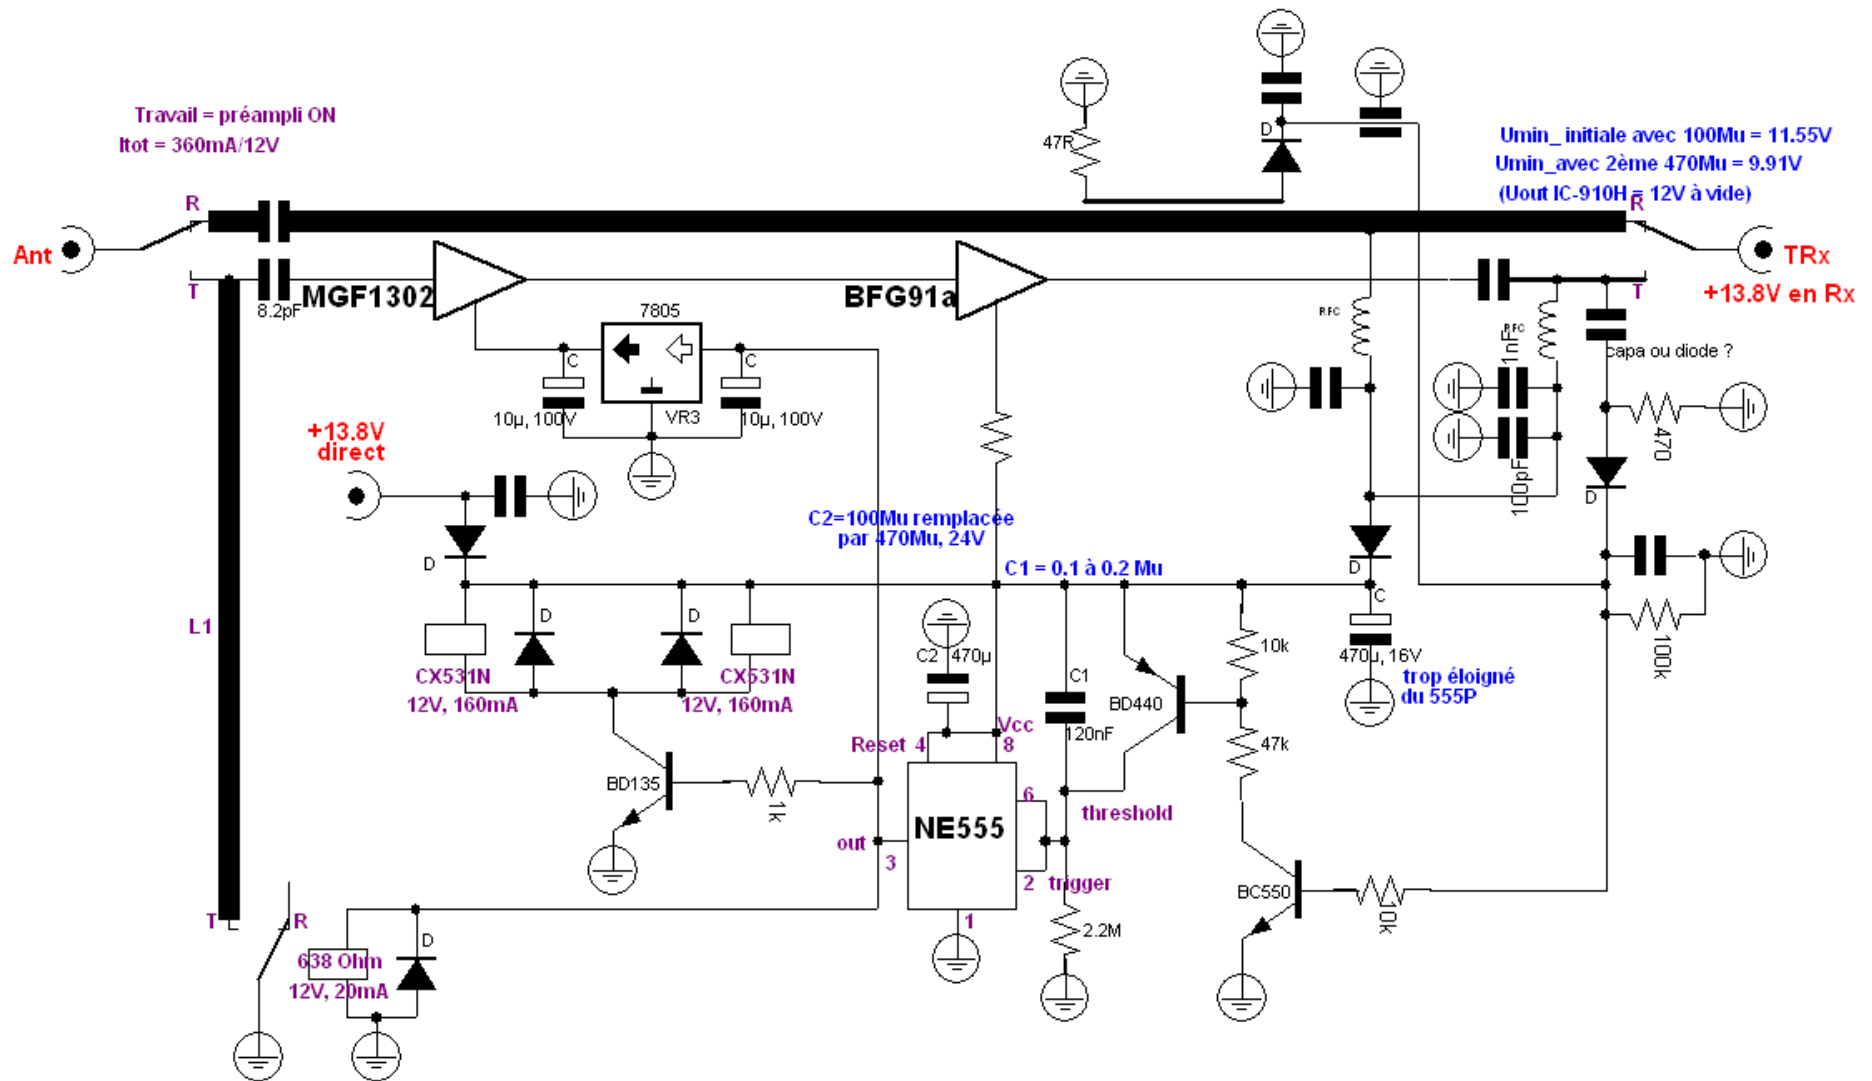 Travail = préampli ON
Itot = 360mA/12V
47R
D
Umin_ initiale avec 100Mu = 11.55V
Umin_avec 2ème 470Mu = 9.91V
(Uout IC-910H = 12V à vide)
R
R
Ant
TRx
T
8.2pF
MGF1302
BFG91a
T
+13.8V en Rx
7805
RFC
RFC
1nF
capa ou diode ?
C
C
10µ, 100V
VR3
10µ, 100V
+13.8V
direct
470
100pF
D
C2=100Mu remplacée
par 470Mu, 24V
D
C1 = 0.1 à 0.2 Mu
D
C
D
D
L1
C2
470µ
10k
470µ, 16V
100k
CX531N
12V, 160mA
CX531N
12V, 160mA
C1
120nF
BD440
trop éloigné
du 555P
Reset 4
Vcc
8
47k
BD135
1k
6
threshold
NE555
out
3
2
trigger
BC550
10k
T
R
1
2.2M
D
638 Ohm
12V, 20mA